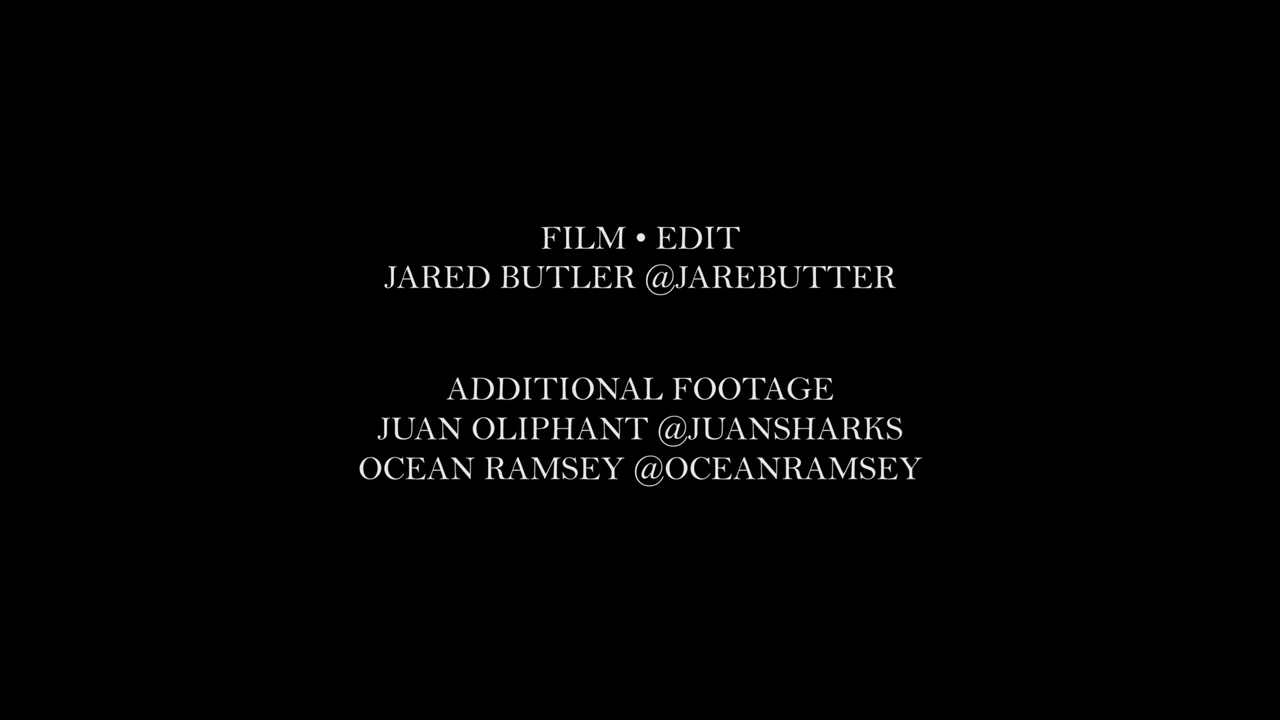 FILM • EDIT
JARED BUTLER @JAREBUTTER
ADDITIONAL FOOTAGE
JUAN OLIPHANT @JUANSHARKS
OCEAN RAMSEY @OCEANRAMSEY